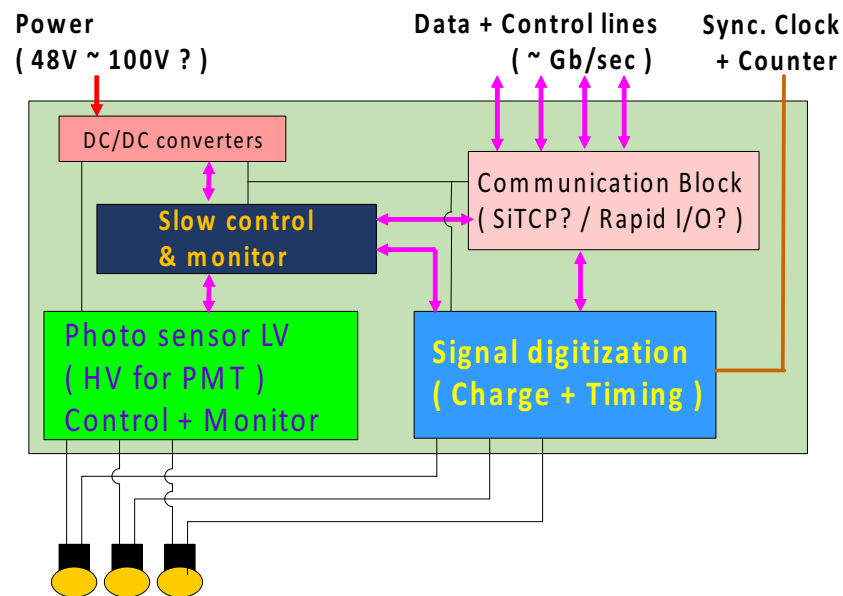 Power
( 48V ~ 100V ? )
Data + Control lines
( ~ Gb/sec )
Sync. Clock
+ Counter
DC/DC converters
Communication Block
( SiTCP? / Rapid I/O? )
Slow control
& monitor
Photo sensor LV
( HV for PMT )
Control + Monitor
Signal digitization
( Charge + Timing )